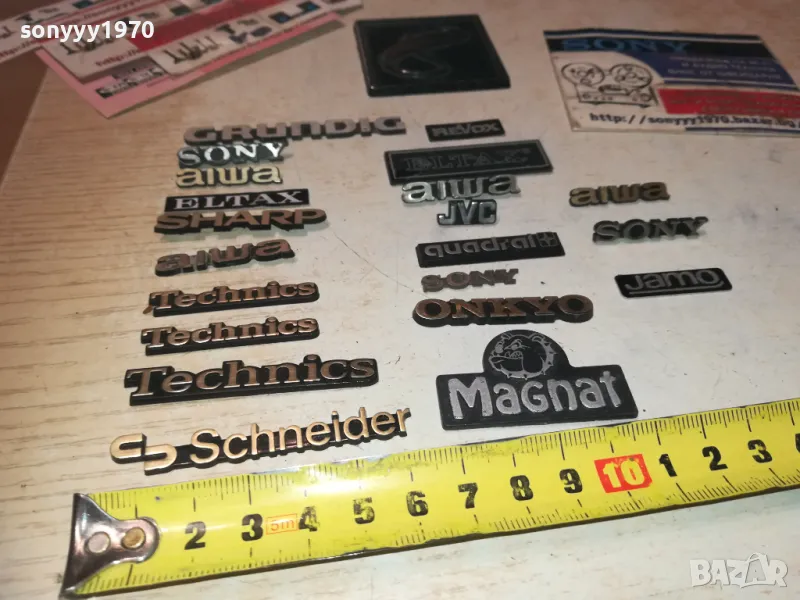 sonyyy1970
sonyyy1970
SONY
http://sonyyy1970.bazar.bg/
GRUNDIG
REVOX
SONY
ELTAX
aiwa
aiwa
aiwa
ELTAX
JVC
SHARP
SONY
quadral
aiwa
SONY
Jamo
Technics
ONKYO
Technics
Technics
Magnat
Schneider
2 3 5m 4 5 6 7 8 9 10 1 2 3
BAZAR